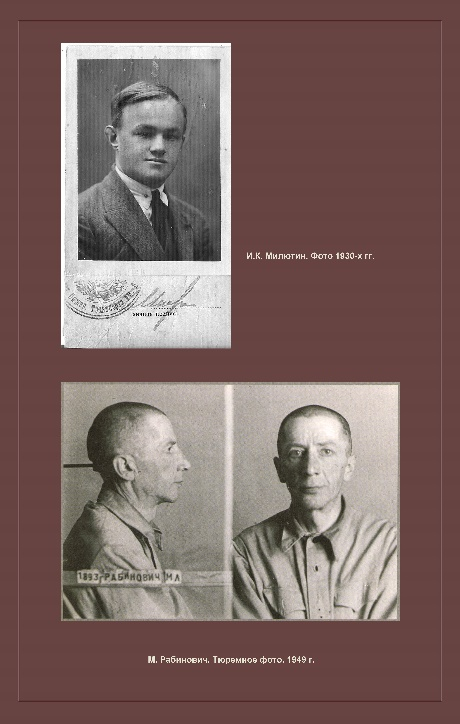 И.К. Милютин. Фото 1930-х гг.
1893 РАБИНОВИЧ М Л
М. Рабинович. Тюремное фото. 1949 г.